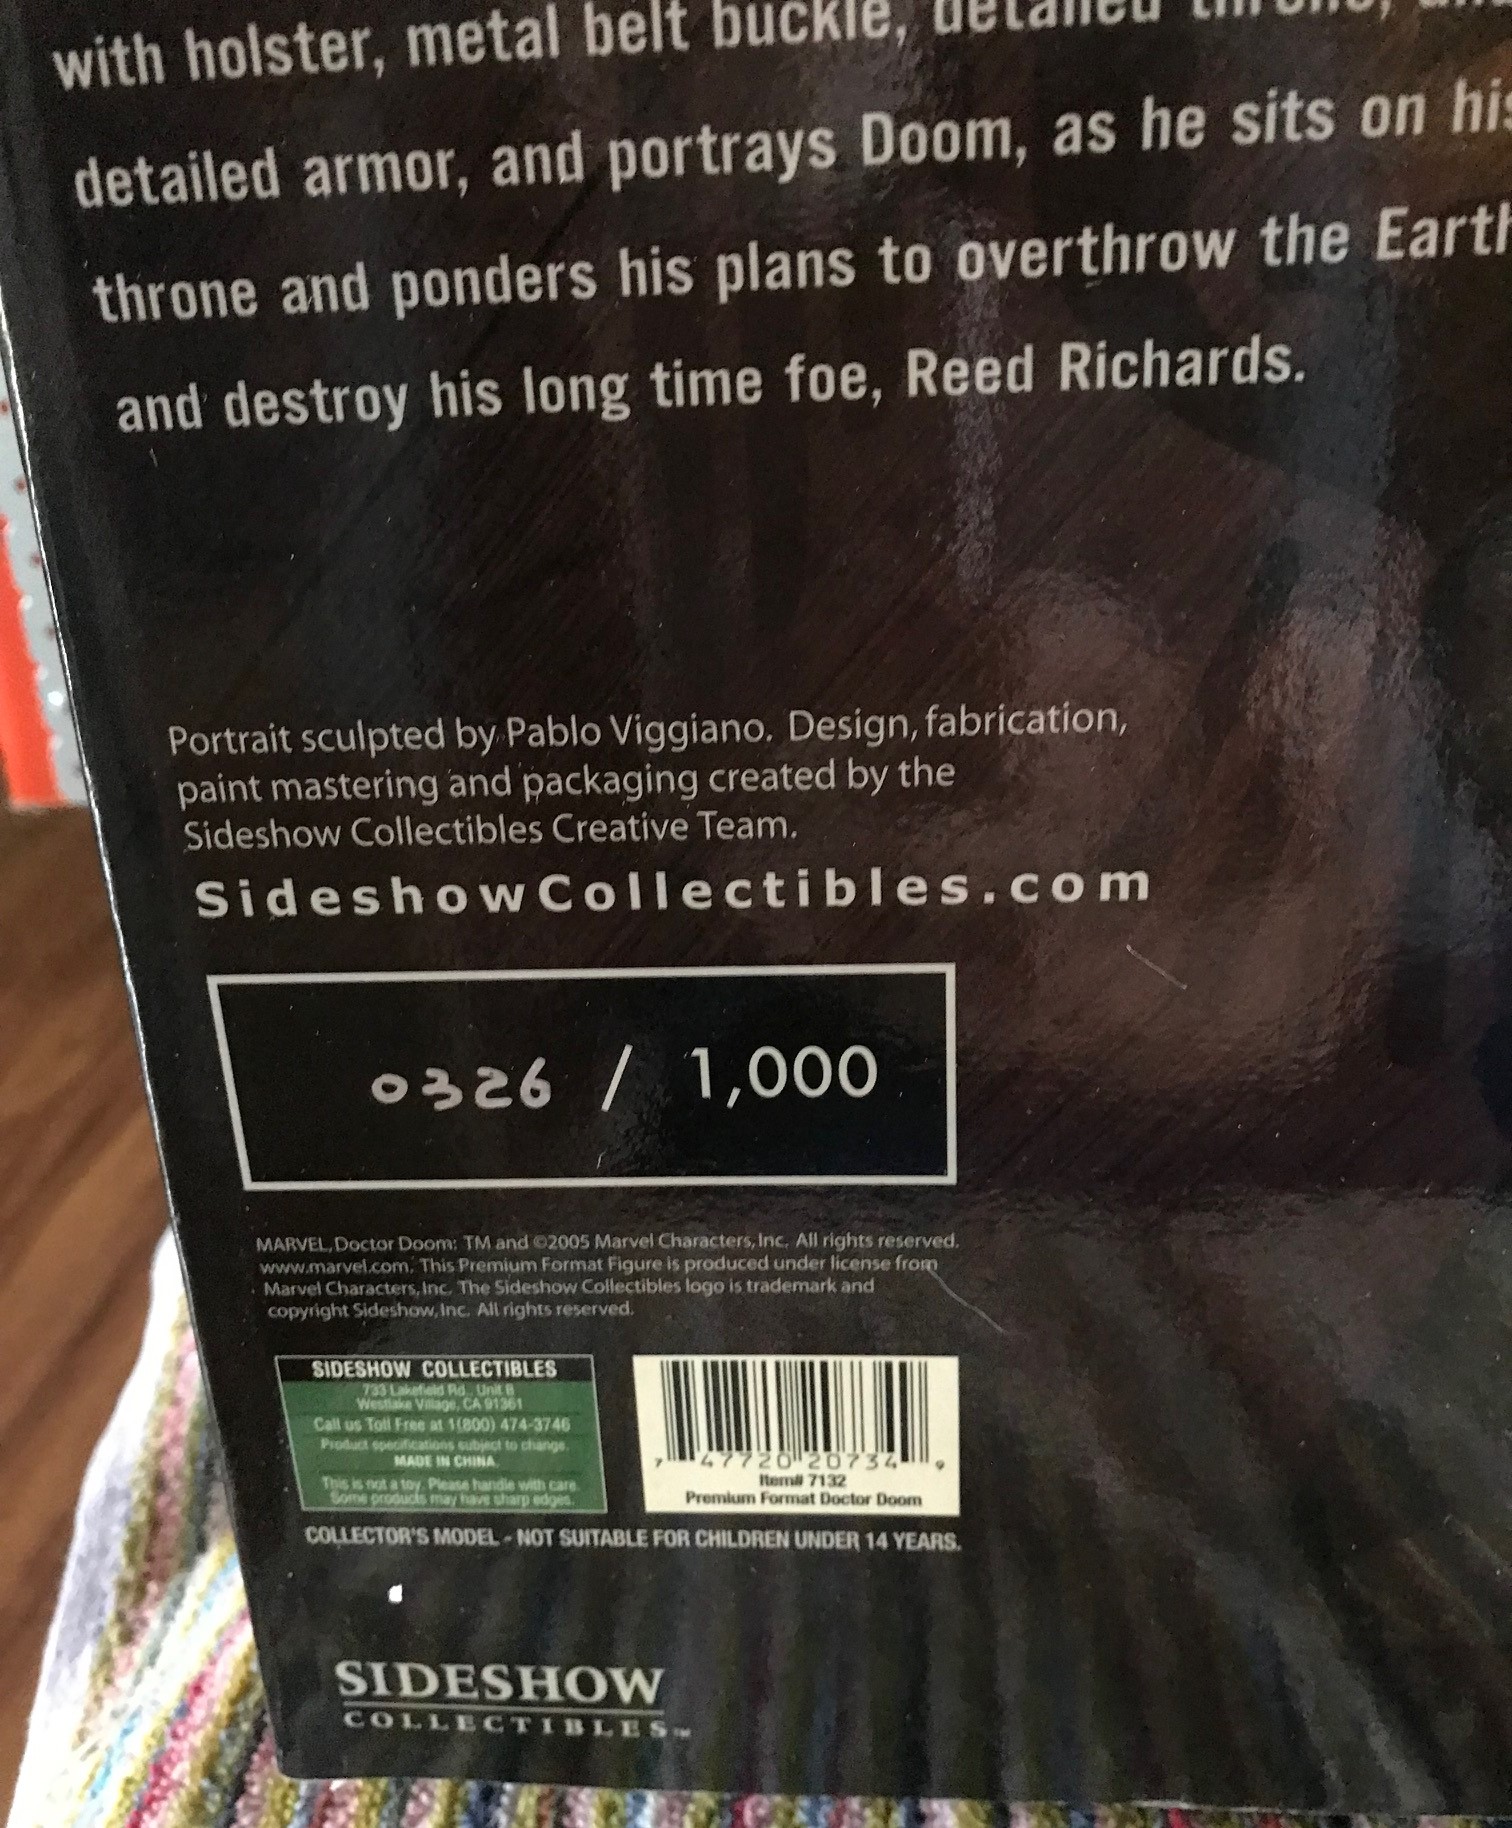 with holster, metal belt buckle, detailed
detailed armor, and portrays Doom, as he sits on his
throne and ponders his plans to overthrow the Earth
and destroy his long time foe, Reed Richards.
Portrait sculpted by Pablo Viggiano. Design, fabrication,
paint mastering and packaging created by the
Sideshow Collectibles Creative Team.
SideshowCollectibles.com
0326 / 1,000
MARVEL, Doctor Doom: TM and ©2005 Marvel Characters, Inc. All rights reserved.
www.marvel.com. This Premium Format Figure is produced under license from
Marvel Characters, Inc. The Sideshow Collectibles logo is trademark and
copyright Sideshow, Inc. All rights reserved.
SIDESHOW COLLECTIBLES
733 Lakefield Rd., Unit B
Westlake Village, CA 91361
Call us Toll Free at 1(800) 474-3746
Product specifications subject to change.
MADE IN CHINA.
This is not a toy. Please handle with care.
Some products may have sharp edges.
7 47720 20734 9
Item# 7132
Premium Format Doctor Doom
COLLECTOR'S MODEL - NOT SUITABLE FOR CHILDREN UNDER 14 YEARS.
SIDESHOW
COLLECTIBLES™